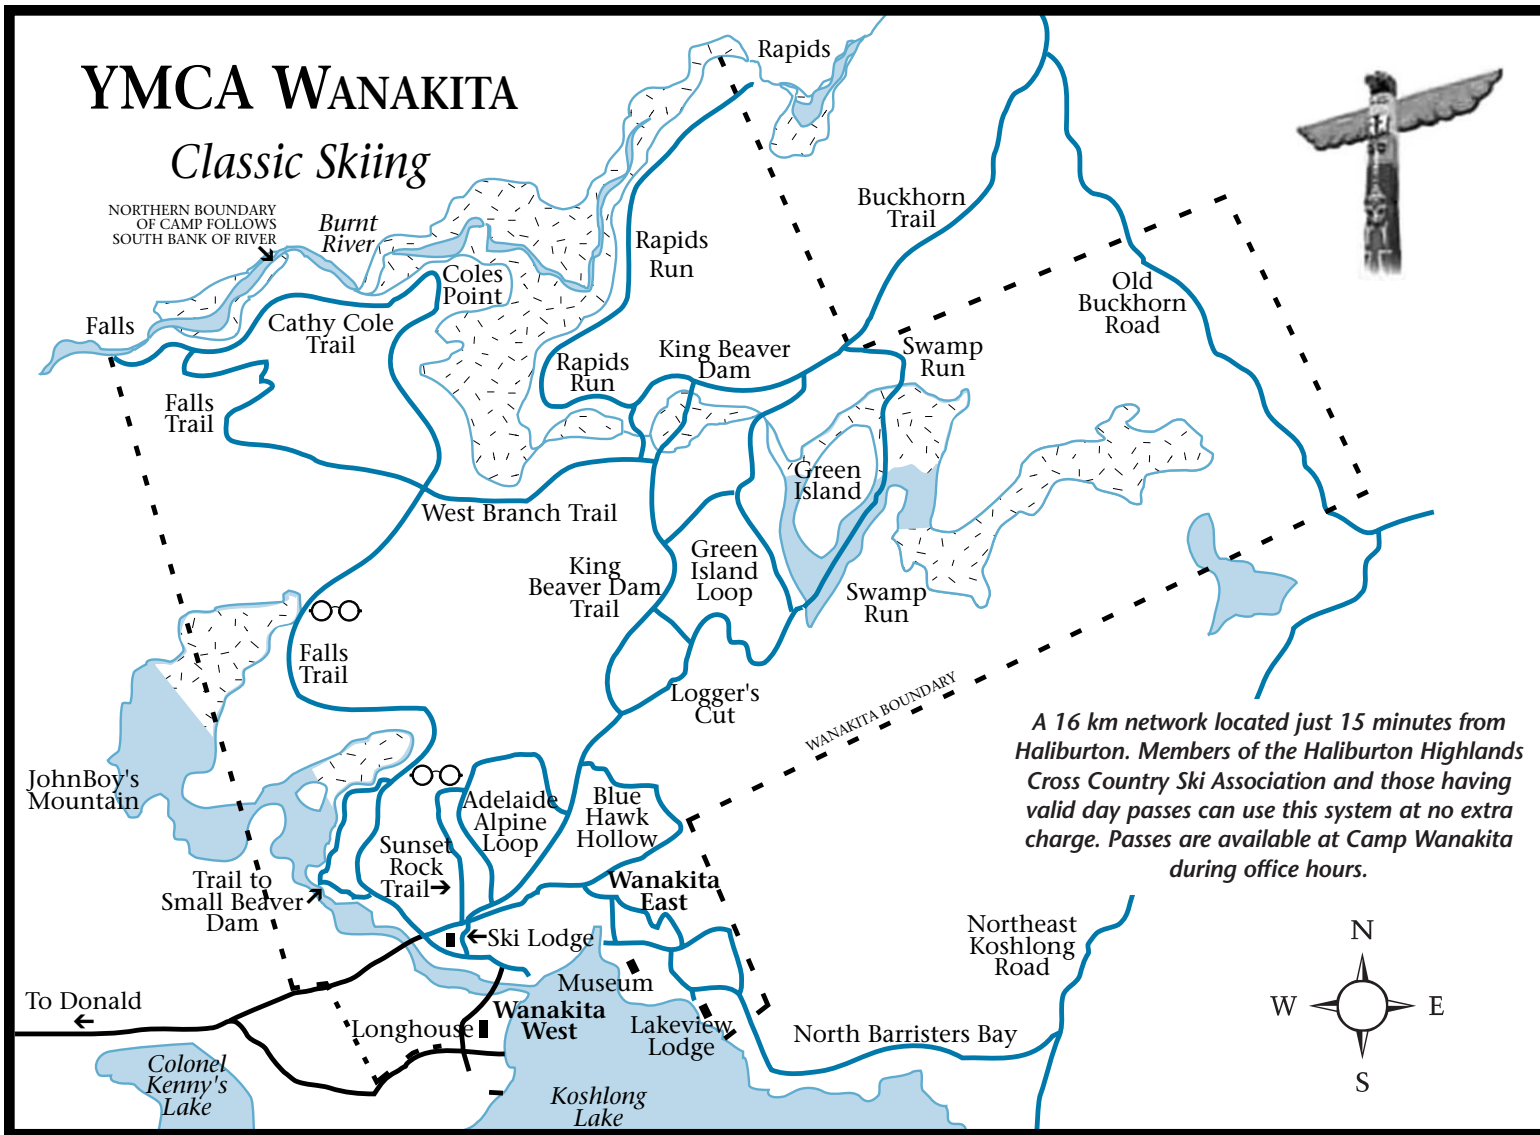 YMCA WANAKITA
Classic Skiing
NORTHERN BOUNDARY
OF CAMP FOLLOWS
SOUTH BANK OF RIVER
Burnt
River
Rapids
Buckhorn
Trail
Rapids
Run
Coles
Point
Old
Buckhorn
Road
Falls
Cathy Cole
Trail
Rapids
Run
King Beaver
Dam
Swamp
Run
Falls
Trail
Green
Island
West Branch Trail
King
Beaver Dam
Trail
Green
Island
Loop
Swamp
Run
Falls
Trail
Logger's
Cut
WANAKITA BOUNDARY
A 16 km network located just 15 minutes from
Haliburton. Members of the Haliburton Highlands
Cross Country Ski Association and those having
valid day passes can use this system at no extra
charge. Passes are available at Camp Wanakita
during office hours.
JohnBoy's
Mountain
Adelaide
Alpine
Loop
Blue
Hawk
Hollow
Sunset
Rock
Trail
Trail to
Small Beaver
Dam
Wanakita
East
Ski Lodge
Northeast
Koshlong
Road
Museum
To Donald
Longhouse
Wanakita
West
Lakeview
Lodge
North Barristers Bay
Colonel
Kenny's
Lake
Koshlong
Lake
N
W
E
S